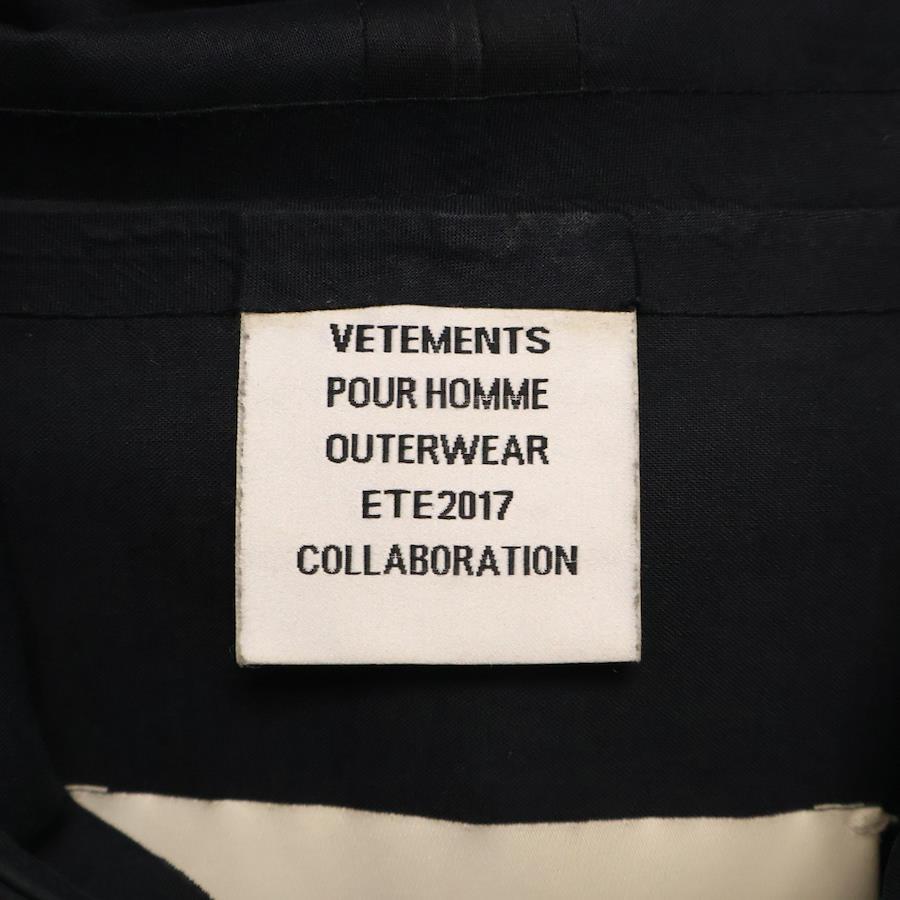 VETEMENTS
POUR HOMME
OUTERWEAR
ETE2017
COLLABORATION